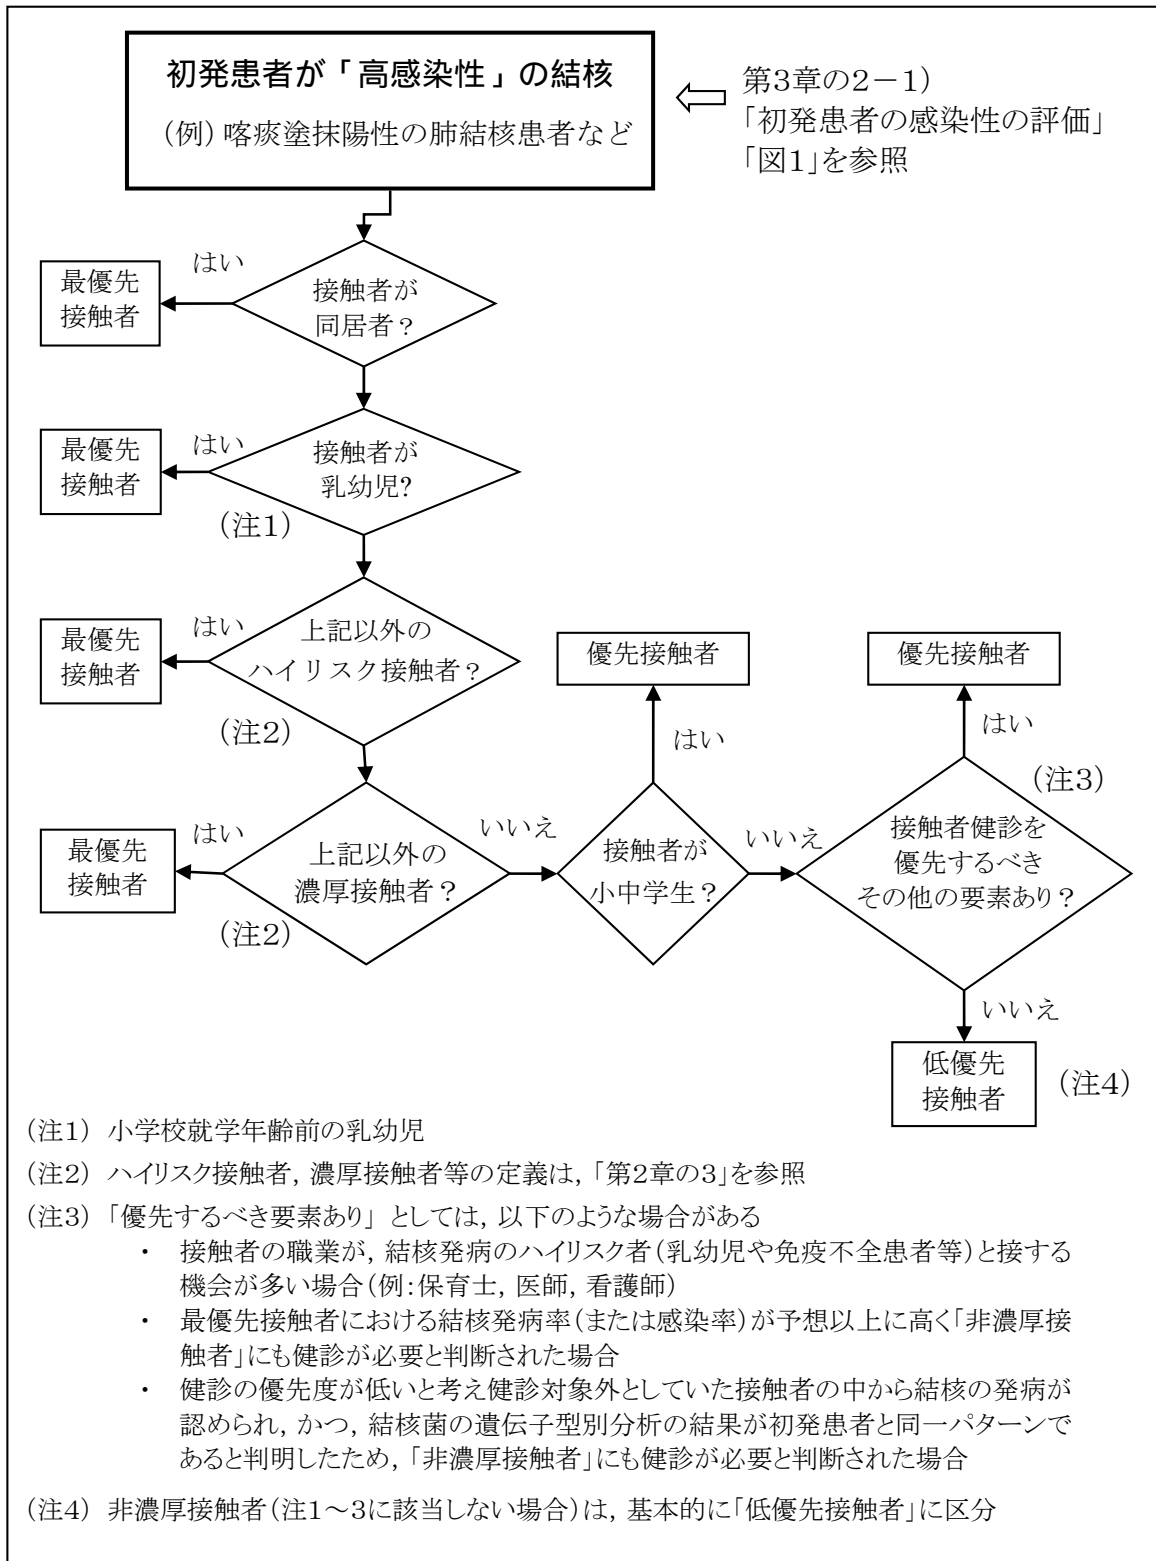 初発患者が「高感染性」の結核
(例)喀痰塗抹陽性の肺結核患者など
第3章の2-1)
「初発患者の感染性の評価」
「図1」を参照
はい
最優先
接触者
接触者が
同居者?
はい
最優先
接触者
接触者が
乳幼児?
(注1)
はい
最優先
接触者
上記以外の
ハイリスク接触者?
(注2)
優先接触者
優先接触者
はい
はい
(注3)
はい
最優先
接触者
上記以外の
濃厚接触者?
(注2)
いいえ
接触者が
小中学生?
いいえ
接触者健診を
優先するべき
その他の要素あり?
いいえ
低優先
接触者
(注4)
(注1) 小学校就学年齢前の乳幼児
(注2) ハイリスク接触者,濃厚接触者等の定義は,「第2章の3」を参照
(注3) 「優先するべき要素あり」 としては,以下のような場合がある
・ 接触者の職業が,結核発病のハイリスク者(乳幼児や免疫不全患者等)と接する
機会が多い場合(例:保育士,医師,看護師)
・ 最優先接触者における結核発病率(または感染率)が予想以上に高く「非濃厚接
触者」にも健診が必要と判断された場合
・ 健診の優先度が低いと考え健診対象外としていた接触者の中から結核の発病が
認められ,かつ,結核菌の遺伝子型別分析の結果が初発患者と同一パターンで
あると判明したため,「非濃厚接触者」にも健診が必要と判断された場合
(注4) 非濃厚接触者(注1~3に該当しない場合)は,基本的に「低優先接触者」に区分